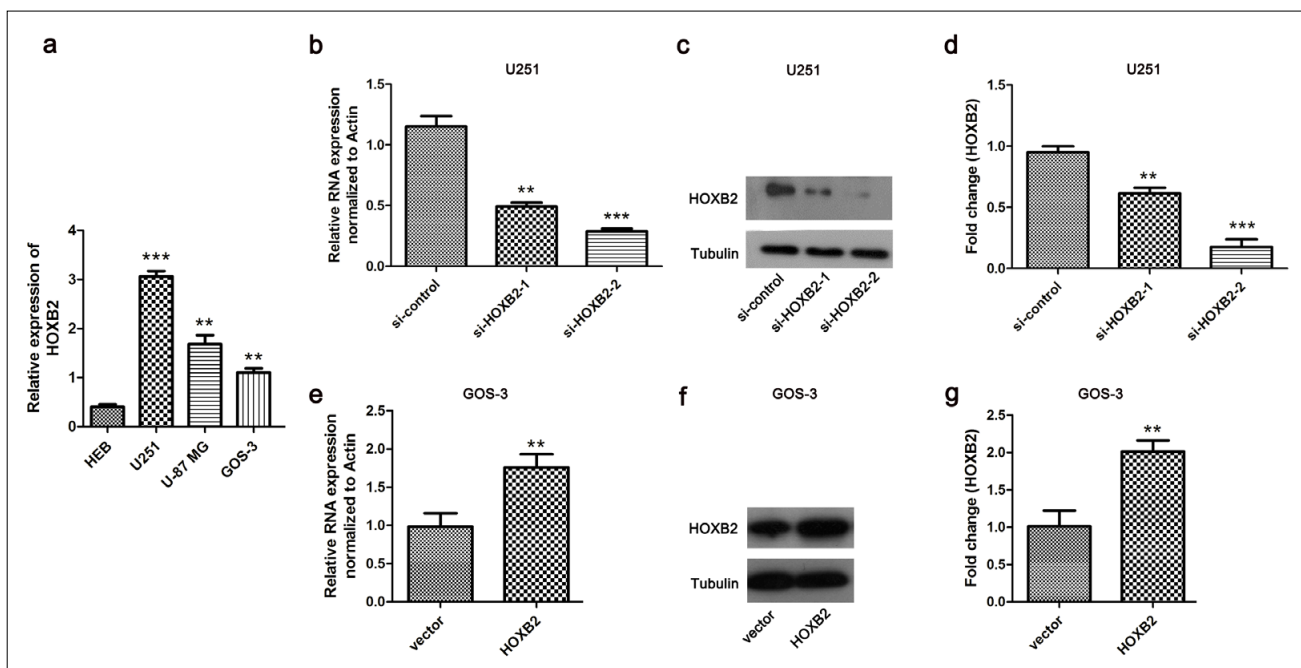 a
Relative expression of
HOXB2
4
3
2
1
0
***
**
**
HEB
U251
U-87 MG
GOS-3
b
U251
Relative RNA expression
normalized to Actin
1.5
1.0
0.5
0.0
**
***
si-control
si-HOXB2-1
si-HOXB2-2
c
U251
HOXB2
Tubulin
si-control
si-HOXB2-1
si-HOXB2-2
d
U251
Fold change (HOXB2)
1.5
1.0
0.5
0.0
**
***
si-control
si-HOXB2-1
si-HOXB2-2
e
GOS-3
Relative RNA expression
normalized to Actin
2.5
2.0
1.5
1.0
0.5
0.0
**
vector
HOXB2
f
GOS-3
HOXB2
Tubulin
vector
HOXB2
g
GOS-3
Fold change (HOXB2)
2.5
2.0
1.5
1.0
0.5
0.0
**
vector
HOXB2